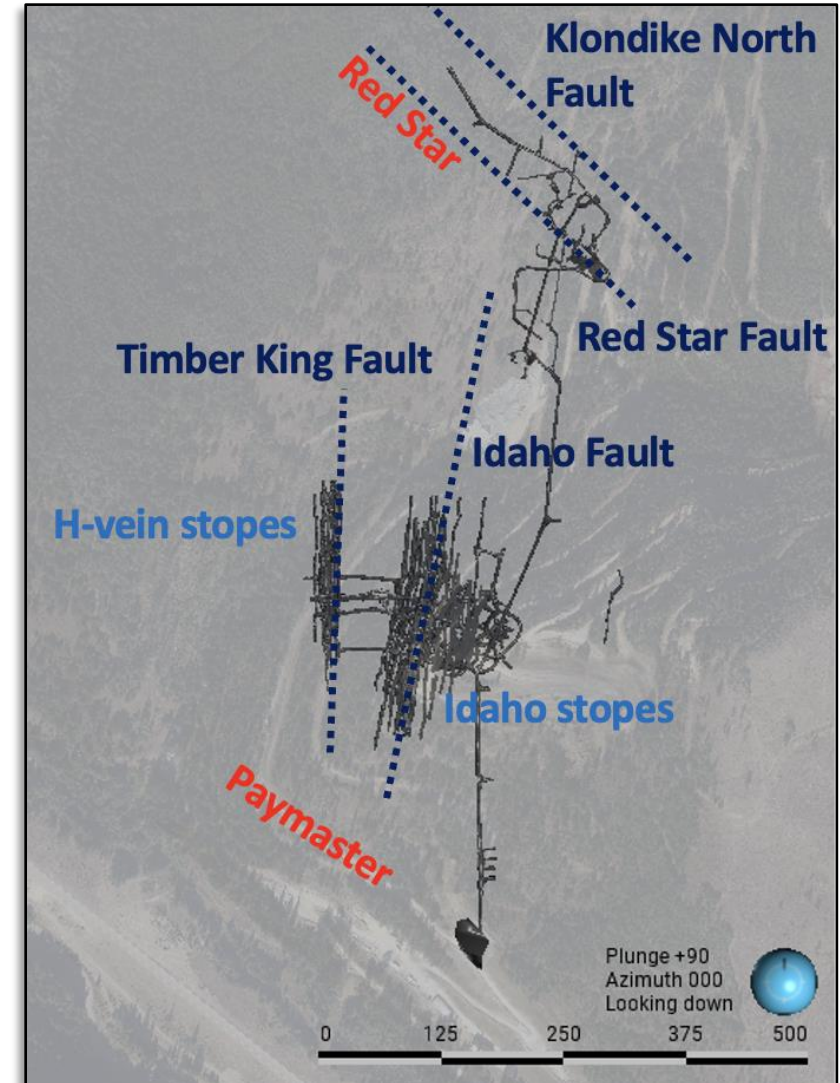 Klondike North
Fault
Red Star
Red Star Fault
Timber King Fault
Idaho Fault
H-vein stopes
Idaho stopes
Paymaster
Plunge +90
Azimuth 000
Looking down
0 125 250 375 500